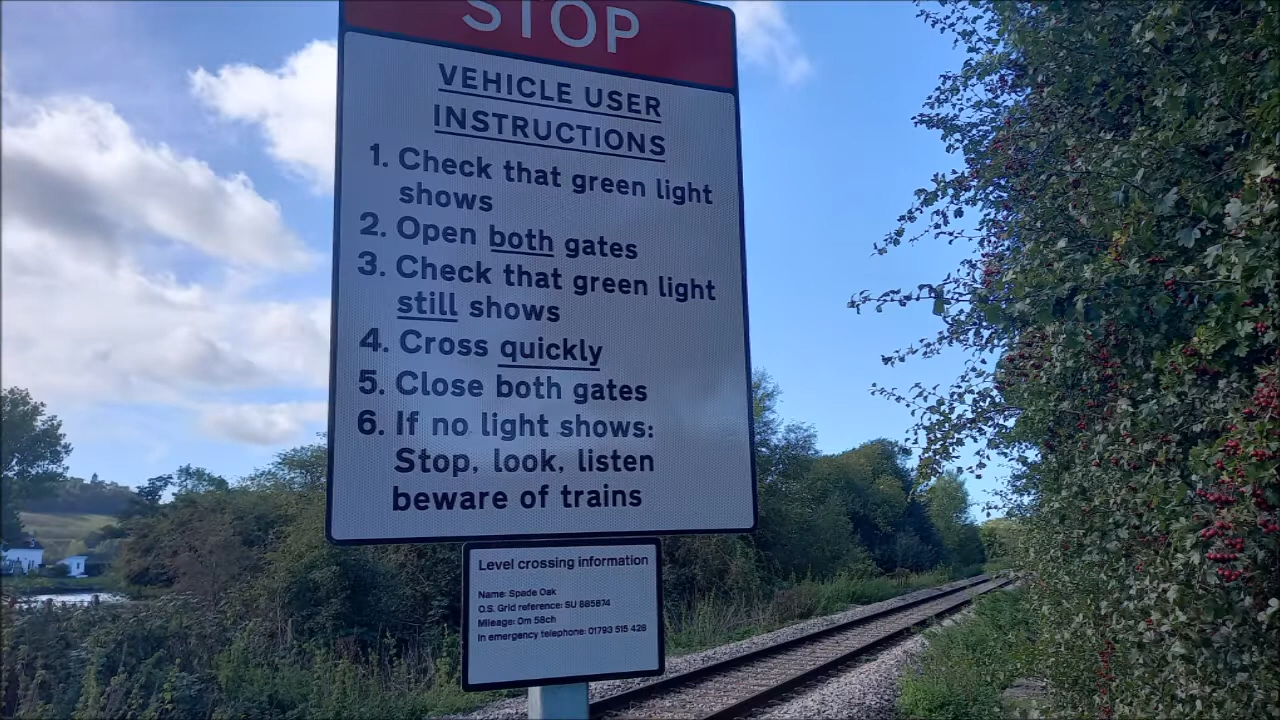 STOP
VEHICLE USER
INSTRUCTIONS
1. Check that green light
shows
2. Open both gates
3. Check that green light
still shows
4. Cross quickly
5. Close both gates
6. If no light shows:
Stop, look, listen
beware of trains
Level crossing information
Name: Spade Oak
O.S. Grid reference: SU 885874
Mileage: 0m 58ch
In emergency telephone: 01793 515 428